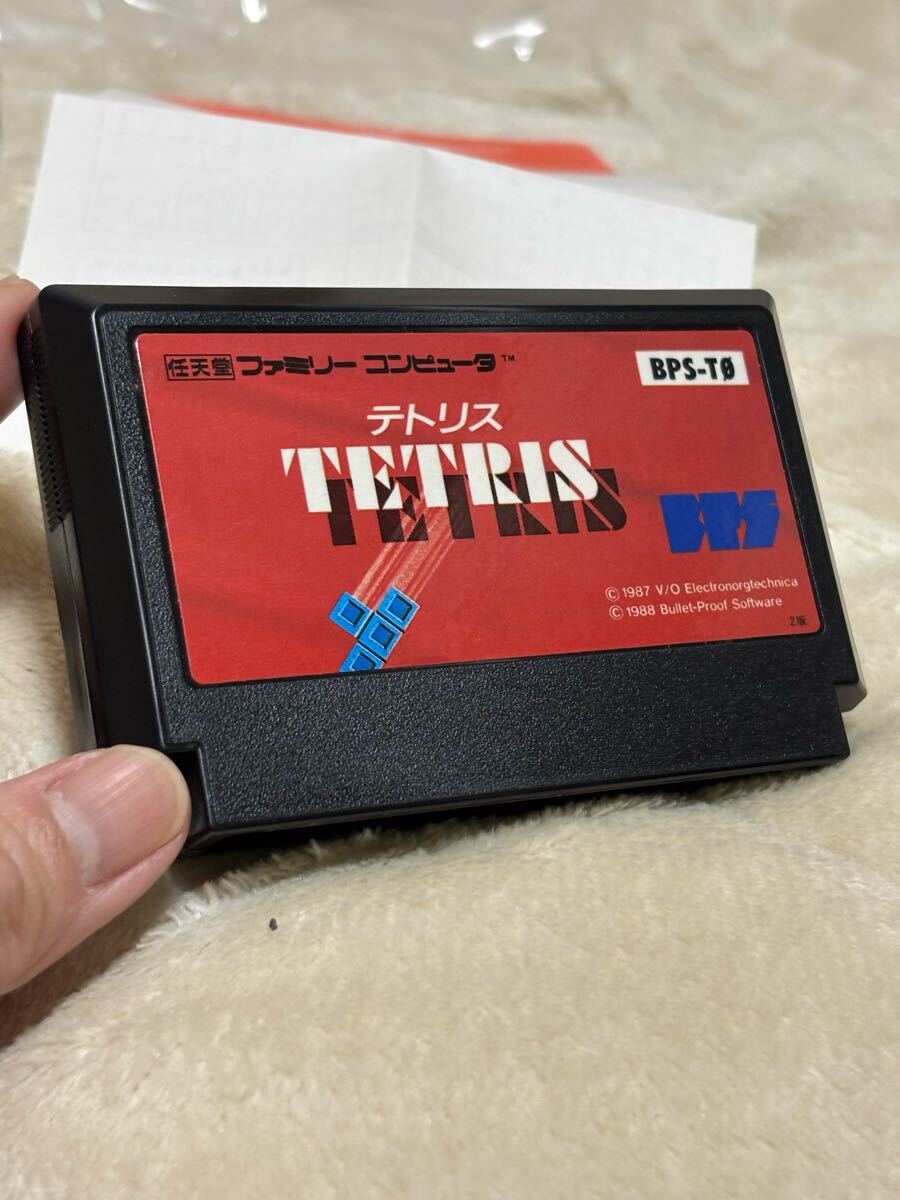 任天堂 ファミリー コンピュータ™
BPS-TØ
テトリス
TETRIS
BPS
© 1987 V/O Electronorgtechnica
© 1988 Bullet-Proof Software
2版